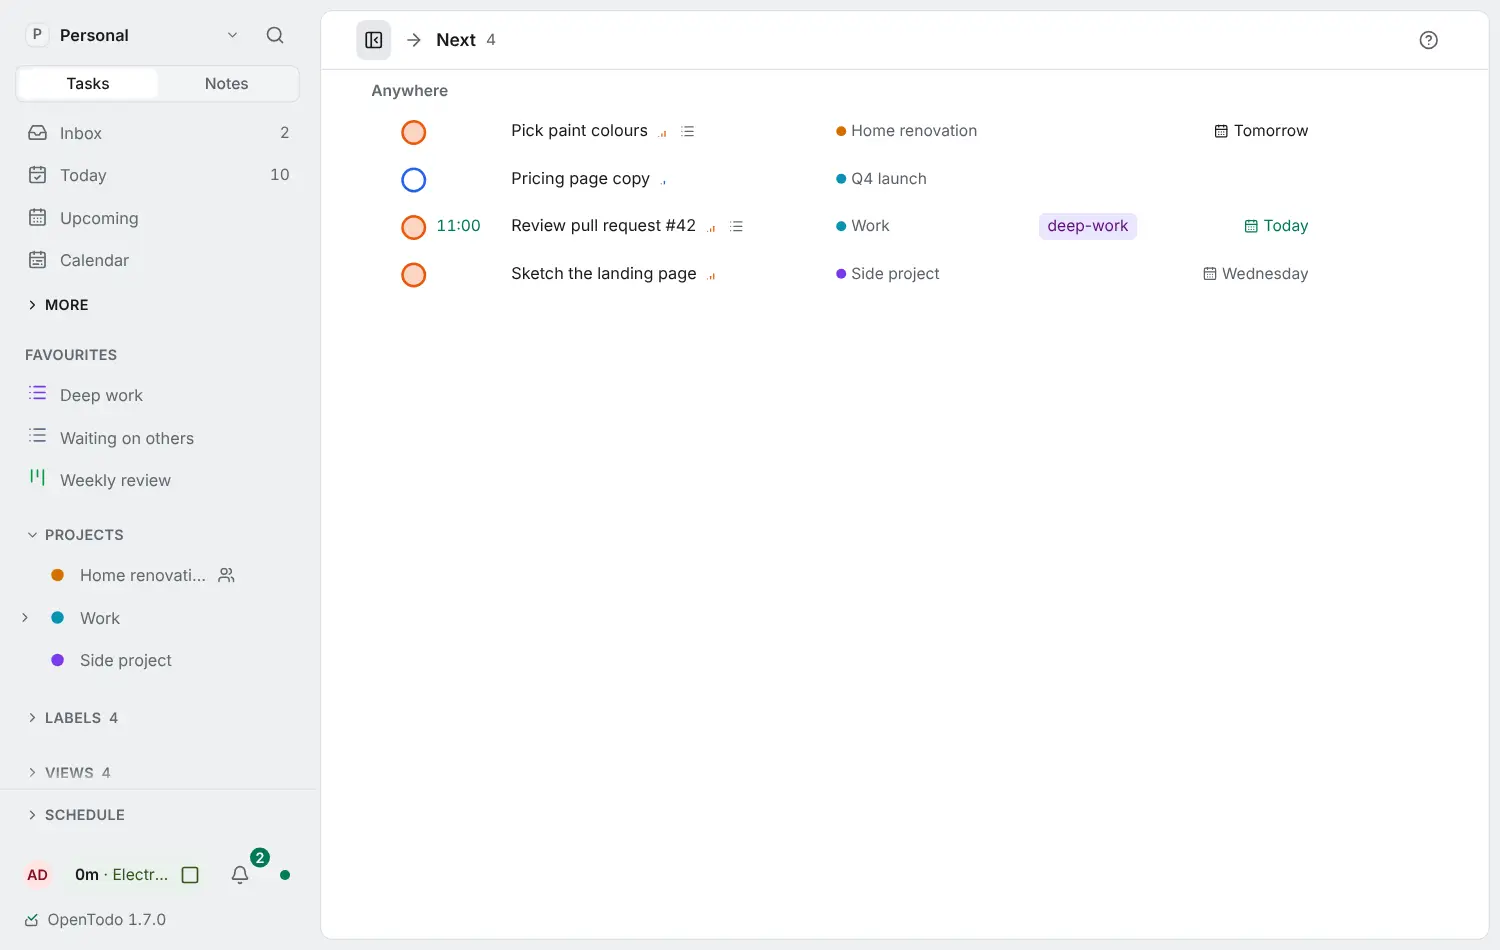 P Personal
Tasks Notes
Inbox 2
Today 10
Upcoming
Calendar
MORE
FAVOURITES
Deep work
Waiting on others
Weekly review
PROJECTS
Home renovati...
Work
Side project
LABELS 4
VIEWS 4
SCHEDULE
AD 0m · Electr... 2
OpenTodo 1.7.0
Next 4
Anywhere
Pick paint colours Home renovation Tomorrow
Pricing page copy Q4 launch
11:00 Review pull request #42 Work deep-work Today
Sketch the landing page Side project Wednesday